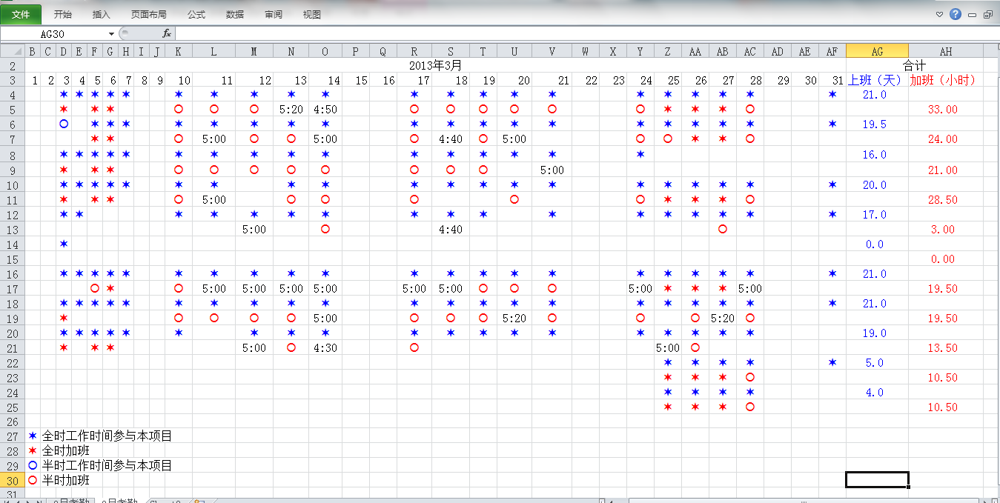 文件 开始 插入 页面布局 公式 数据 审阅 视图
AG30 fx
B C D E F G H I J K L M N O P Q R S T U V W X Y Z AA AB AC AD AE AF AG AH
2 2013年3月 合计
3 1 2 3 4 5 6 7 8 9 10 11 12 13 14 15 16 17 18 19 20 21 22 23 24 25 26 27 28 29 30 31 上班（天） 加班（小时）
4 ✶ ✶ ✶ ✶ ✶ ✶ ✶ ✶ ✶ ✶ ✶ ✶ ✶ ✶ ✶ ✶ ✶ ✶ ✶ ✶ ✶ 21.0
5 ✶ ✶ ✶ ○ ○ ○ 5:20 4:50 ○ ○ ○ ○ ○ ○ ✶ ✶ ✶ ○ 33.00
6 ○ ✶ ✶ ✶ ✶ ✶ ✶ ✶ ✶ ✶ ✶ ✶ ✶ ✶ ✶ ✶ ✶ ✶ ✶ ✶ 19.5
7 ✶ ✶ ○ 5:00 ○ ○ 5:00 ○ 4:40 ○ 5:00 ○ ○ ✶ ✶ ○ 24.00
8 ✶ ✶ ✶ ✶ ✶ ✶ ✶ ✶ ✶ ✶ ✶ ✶ ✶ ✶ ✶ ✶ 16.0
9 ✶ ✶ ✶ ○ ○ ○ ○ ○ ○ ○ ○ 5:00 21.00
10 ✶ ✶ ✶ ✶ ✶ ✶ ✶ ✶ ✶ ✶ ✶ ✶ ✶ ✶ ✶ ✶ ✶ ✶ ✶ ✶ 20.0
11 ✶ ✶ ✶ ○ 5:00 ○ ○ ○ ○ ○ ✶ ✶ ✶ ○ 28.50
12 ✶ ✶ ✶ ✶ ✶ ✶ ✶ ✶ ✶ ✶ ✶ ✶ ✶ ✶ ✶ ✶ ✶ 17.0
13 5:00 ○ 4:40 ○ 3.00
14 ✶ 0.0
15 0.00
16 ✶ ✶ ✶ ✶ ✶ ✶ ✶ ✶ ✶ ✶ ✶ ✶ ✶ ✶ ✶ ✶ ✶ ✶ ✶ ✶ ✶ 21.0
17 ○ ✶ ○ 5:00 5:00 5:00 5:00 5:00 5:00 ○ ○ ○ 5:00 ✶ ✶ ✶ 5:00 19.50
18 ✶ ✶ ✶ ✶ ✶ ✶ ✶ ✶ ✶ ✶ ✶ ✶ ✶ ✶ ✶ ✶ ✶ ✶ ✶ ✶ ✶ 21.0
19 ✶ ○ ○ ○ ○ 5:00 ○ ○ ○ 5:20 ○ ○ ○ 5:20 ○ 19.50
20 ✶ ✶ ✶ ✶ ✶ ✶ ✶ ✶ ✶ ✶ ✶ ✶ ✶ ✶ ✶ ✶ ✶ ✶ ✶ 19.0
21 ✶ ✶ ✶ 5:00 ○ 4:30 ○ 5:00 ○ 13.50
22 ✶ ✶ ✶ ✶ ✶ 5.0
23 ✶ ✶ ✶ ○ 10.50
24 ✶ ✶ ✶ ✶ 4.0
25 ✶ ✶ ✶ ○ 10.50
26
27 ✶ 全时工作时间参与本项目
28 ✶ 全时加班
29 ○ 半时工作时间参与本项目
30 ○ 半时加班
31